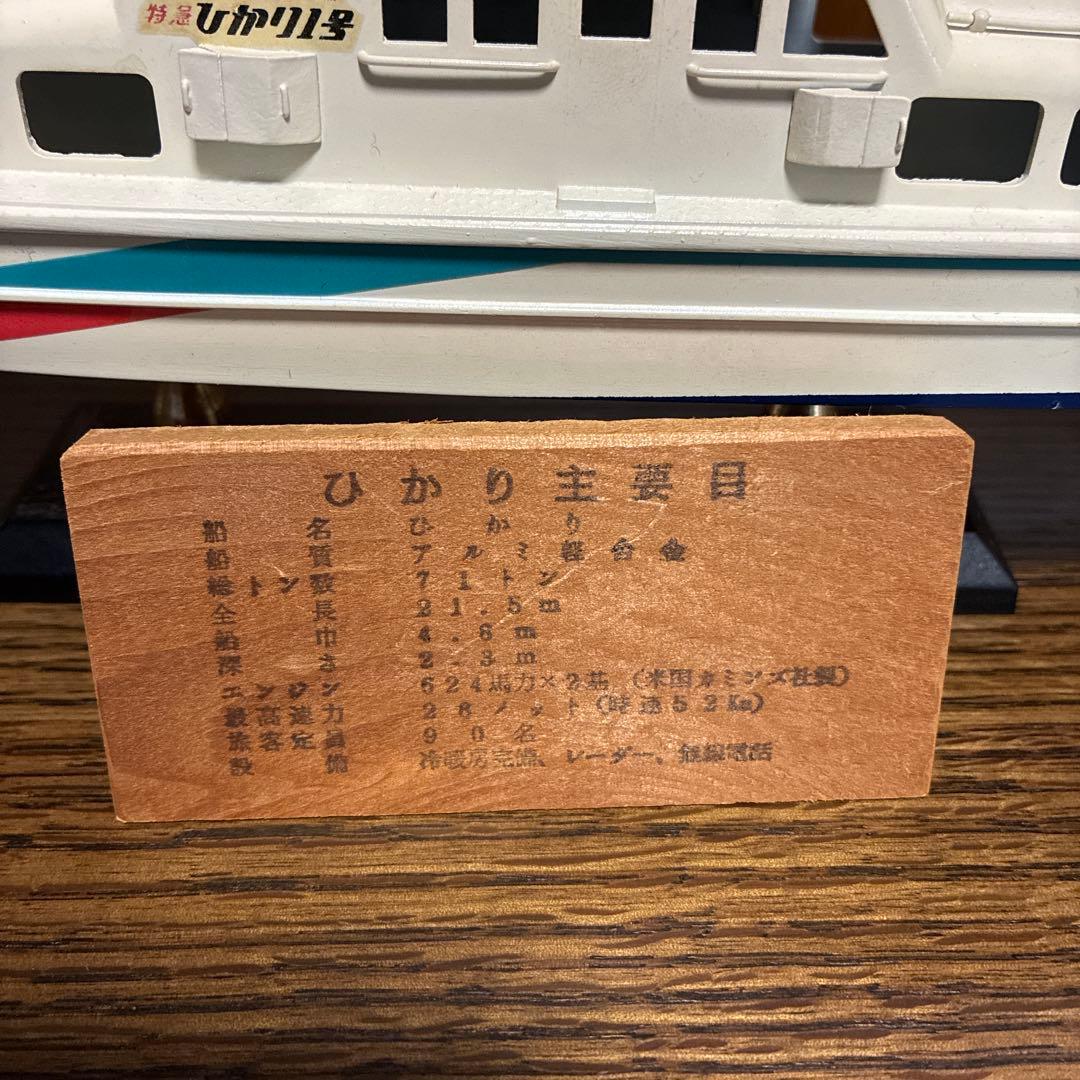 特急ひかり1号
ひかり主要目
船名 ひかり
船質 アルミ軽合金
総トン数 71トン
全長 21.5m
船巾 4.8m
深さ 2.3m
エンジン 624馬力×2基 (米国カミンズ社製)
最高速力 28ノット (時速52㎞)
旅客定員 90名
設備 冷暖房完備、レーダー、無線電話